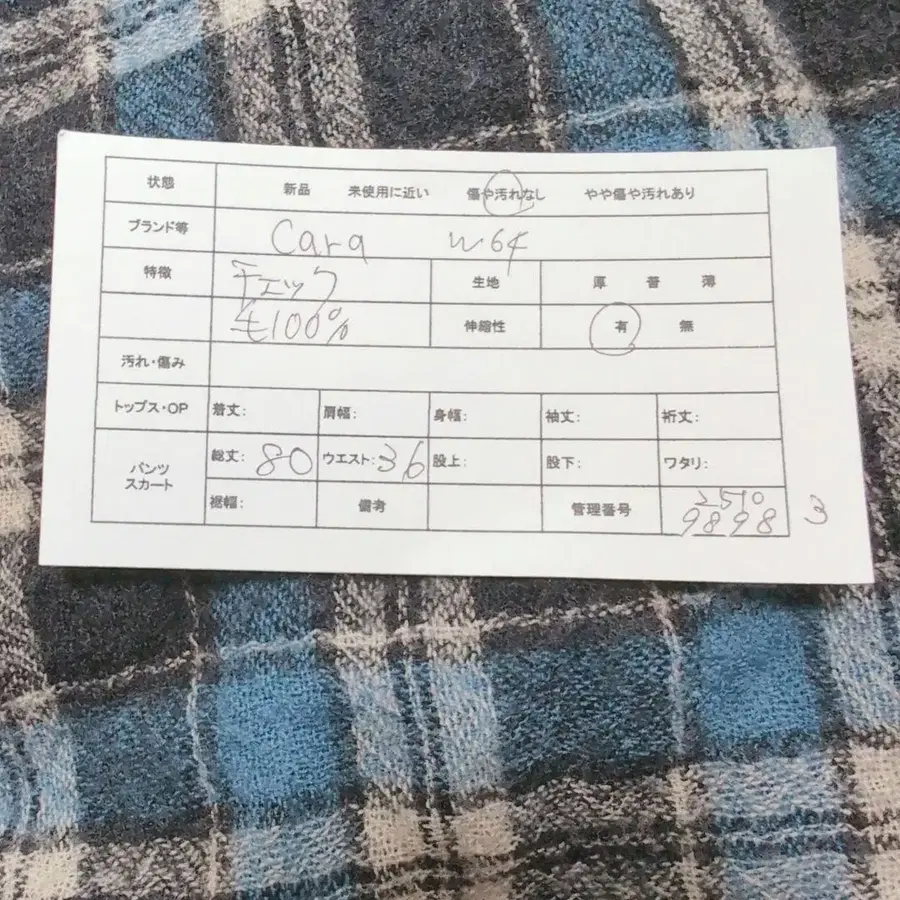 状態 新品 未使用に近い 傷や汚れなし やや傷や汚れあり
ブランド等 Cara W64
特徴 チェック 生地 厚 普 薄
毛100% 伸縮性 有 無
汚れ・傷み
トップス・OP 着丈: 肩幅: 身幅: 袖丈: 裄丈:
パンツ スカート 総丈: 80 ウエスト: 36 股上: 股下: ワタリ:
裾幅: 備考 管理番号 2510
9898 3